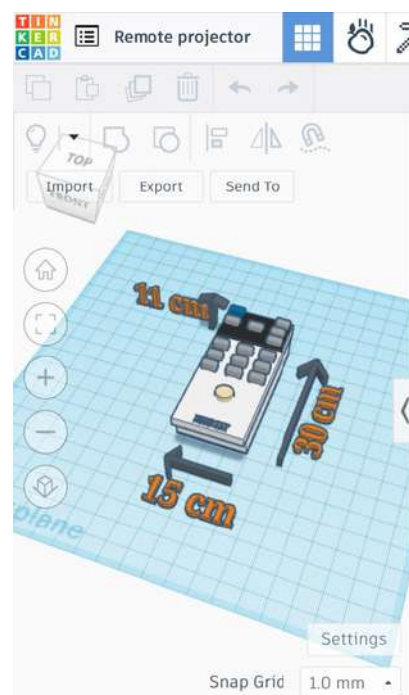 TIN
KER
CAD
Remote projector
TOP
FRONT
Import
Export
Send To
11 cm
30 cm
15 cm
Settings
Snap Grid
1.0 mm